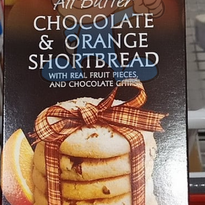 All Butter
CHOCOLATE
& ORANGE
SHORTBREAD
WITH REAL FRUIT PIECES,
AND CHOCOLATE CHIPS